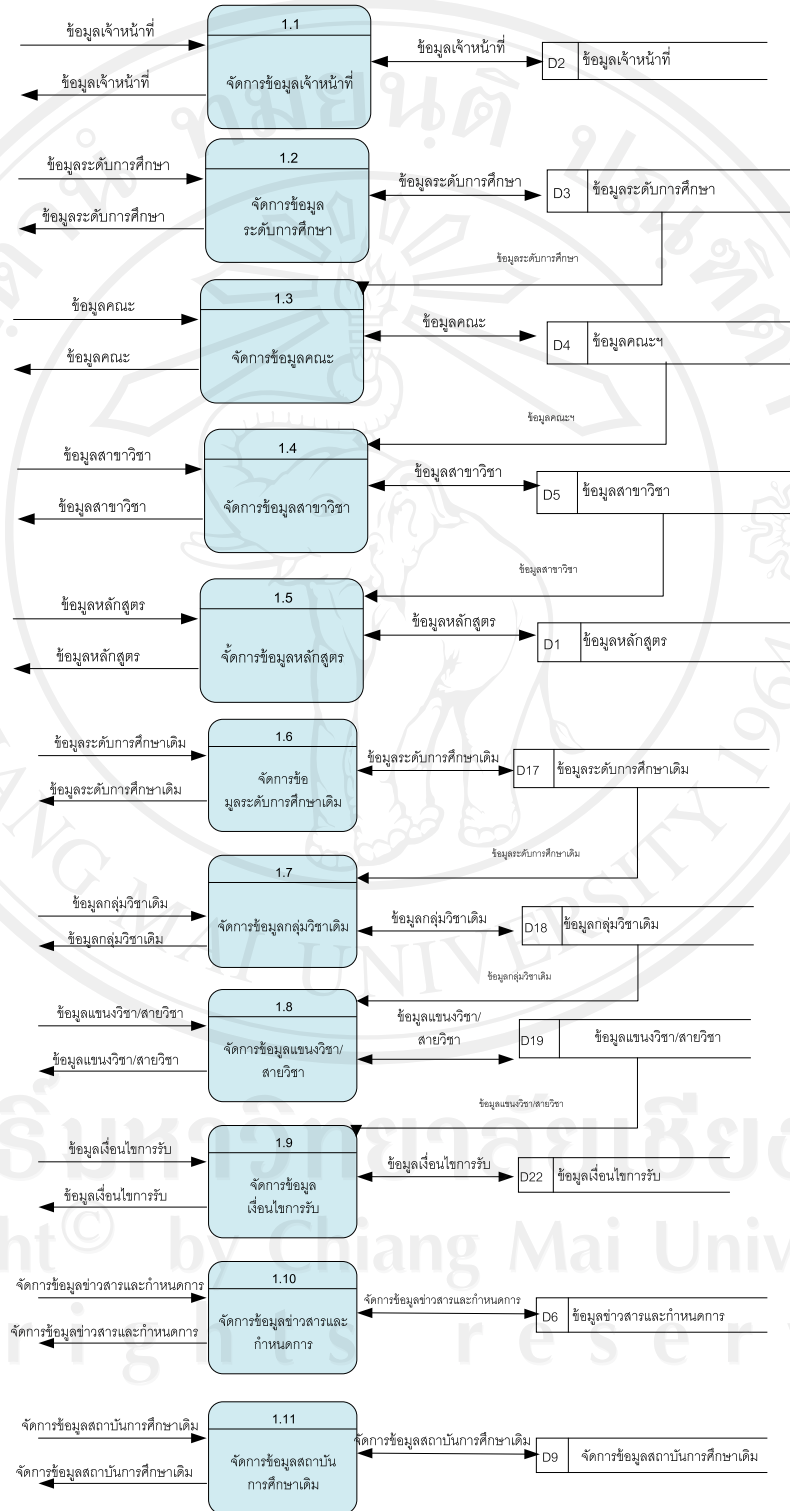 ข้อมูลเจ้าหน้าที่
ข้อมูลเจ้าหน้าที่
1.1
จัดการข้อมูลเจ้าหน้าที่
ข้อมูลเจ้าหน้าที่
D2 ข้อมูลเจ้าหน้าที่
ข้อมูลระดับการศึกษา
ข้อมูลระดับการศึกษา
1.2
จัดการข้อมูล
ระดับการศึกษา
ข้อมูลระดับการศึกษา
D3 ข้อมูลระดับการศึกษา
ข้อมูลระดับการศึกษา
ข้อมูลคณะ
ข้อมูลคณะ
1.3
จัดการข้อมูลคณะ
ข้อมูลคณะ
D4 ข้อมูลคณะฯ
ข้อมูลคณะฯ
ข้อมูลสาขาวิชา
ข้อมูลสาขาวิชา
1.4
จัดการข้อมูลสาขาวิชา
ข้อมูลสาขาวิชา
D5 ข้อมูลสาขาวิชา
ข้อมูลสาขาวิชา
ข้อมูลหลักสูตร
ข้อมูลหลักสูตร
1.5
จั้ดการข้อมูลหลักสูตร
ข้อมูลหลักสูตร
D1 ข้อมูลหลักสูตร
ข้อมูลระดับการศึกษาเดิม
ข้อมูลระดับการศึกษาเดิม
1.6
จัดการข้อ
มูลระดับการศึกษาเดิม
ข้อมูลระดับการศึกษาเดิม
D17 ข้อมูลระดับการศึกษาเดิม
ข้อมูลระดับการศึกษาเดิม
ข้อมูลกลุ่มวิชาเดิม
ข้อมูลกลุ่มวิชาเดิม
1.7
จัดการข้อมูลกลุ่มวิชาเดิม
ข้อมูลกลุ่มวิชาเดิม
D18 ข้อมูลกลุ่มวิชาเดิม
ข้อมูลกลุ่มวิชาเดิม
ข้อมูลแขนงวิชา/สายวิชา
ข้อมูลแขนงวิชา/สายวิชา
1.8
จัดการข้อมูลแขนงวิชา/
สายวิชา
ข้อมูลแขนงวิชา/
สายวิชา
D19 ข้อมูลแขนงวิชา/สายวิชา
ข้อมูลแขนงวิชา/สายวิชา
ข้อมูลเงื่อนไขการรับ
ข้อมูลเงื่อนไขการรับ
1.9
จัดการข้อมูล
เงื่อนไขการรับ
ข้อมูลเงื่อนไขการรับ
D22 ข้อมูลเงื่อนไขการรับ
จัดการข้อมูลข่าวสารและกำหนดการ
จัดการข้อมูลข่าวสารและกำหนดการ
1.10
จัดการข้อมูลข่าวสารและ
กำหนดการ
จัดการข้อมูลข่าวสารและกำหนดการ
D6 ข้อมูลข่าวสารและกำหนดการ
จัดการข้อมูลสถาบันการศึกษาเดิม
จัดการข้อมูลสถาบันการศึกษาเดิม
1.11
จัดการข้อมูลสถาบัน
การศึกษาเดิม
จัดการข้อมูลสถาบันการศึกษาเดิม
D9 จัดการข้อมูลสถาบันการศึกษาเดิม
© by Chiang Mai